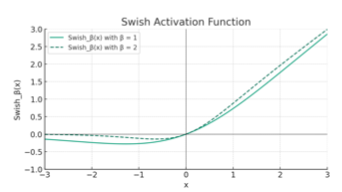 Swish Activation Function
Swish_β(x) with β = 1
Swish_β(x) with β = 2
Swish_β(x)
3.0
2.5
2.0
1.5
1.0
0.5
0.0
−0.5
−1.0
−3 −2 −1 0 1 2 3
x